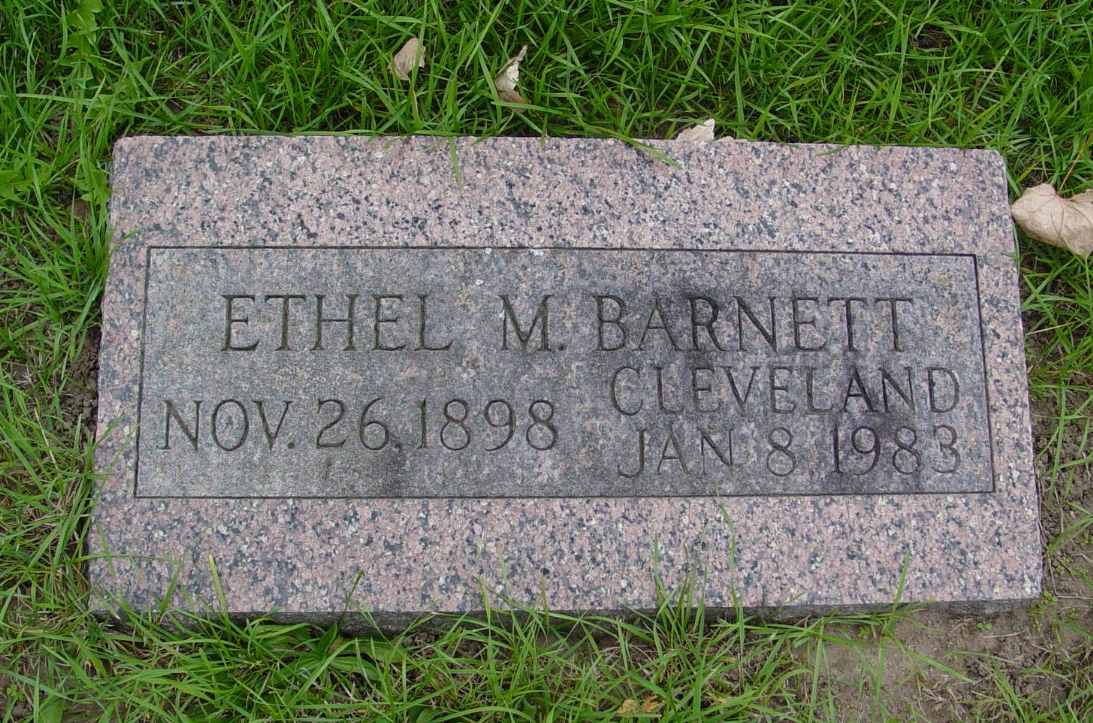 ETHEL M. BARNETT
CLEVELAND
NOV. 26, 1898
JAN 8 1983